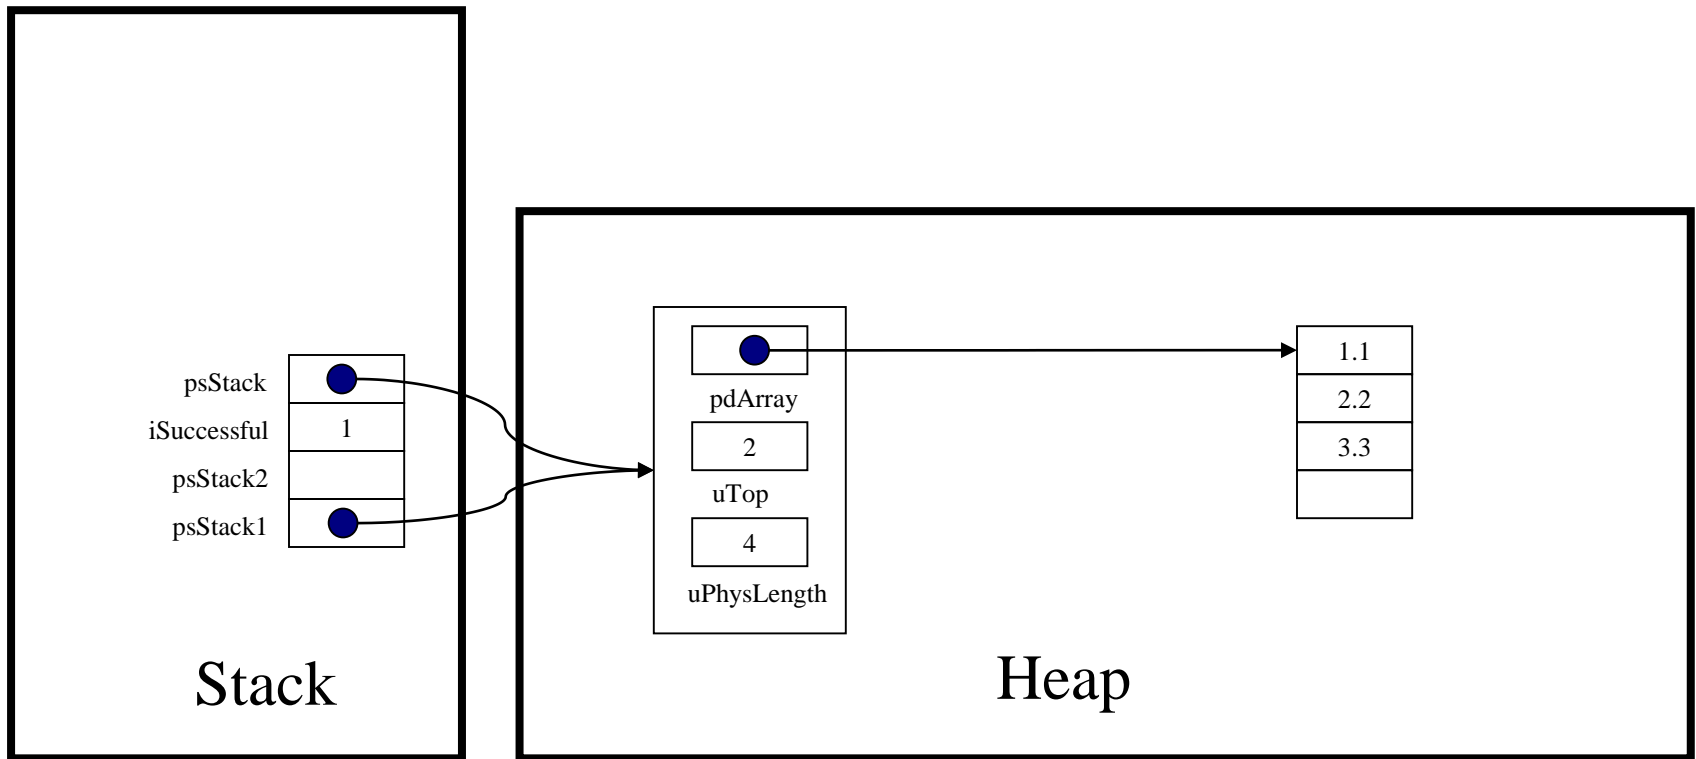 psStack
iSuccessful 1
psStack2
psStack1
Stack
pdArray
2
uTop
4
uPhysLength
1.1
2.2
3.3
Heap